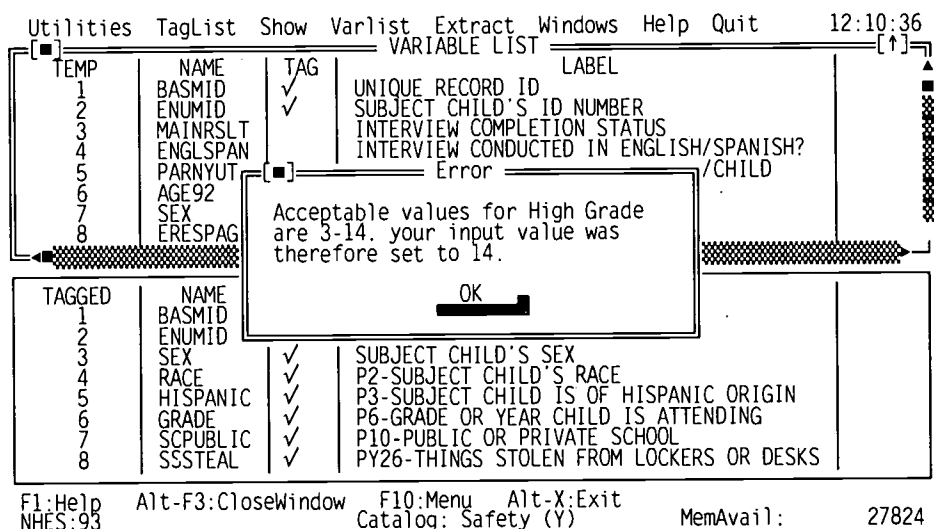 Utilities TagList Show Varlist Extract Windows Help Quit 12:10:36
[■] VARIABLE LIST [↑]
TEMP NAME TAG LABEL
1 BASMID √ UNIQUE RECORD ID
2 ENUMID √ SUBJECT CHILD'S ID NUMBER
3 MAINRSLT INTERVIEW COMPLETION STATUS
4 ENGLSPAN INTERVIEW CONDUCTED IN ENGLISH/SPANISH?
5 PARNYUT /CHILD
6 AGE92
7 SEX
8 ERESPAG
[■] Error
Acceptable values for High Grade
are 3-14. your input value was
therefore set to 14.
OK
TAGGED NAME
1 BASMID
2 ENUMID
3 SEX √ SUBJECT CHILD'S SEX
4 RACE √ P2-SUBJECT CHILD'S RACE
5 HISPANIC √ P3-SUBJECT CHILD IS OF HISPANIC ORIGIN
6 GRADE √ P6-GRADE OR YEAR CHILD IS ATTENDING
7 SCPUBLIC √ P10-PUBLIC OR PRIVATE SCHOOL
8 SSSTEAL √ PY26-THINGS STOLEN FROM LOCKERS OR DESKS
F1:Help Alt-F3:CloseWindow F10:Menu Alt-X:Exit
NHES:93 Catalog: Safety (Y) MemAvail: 27824